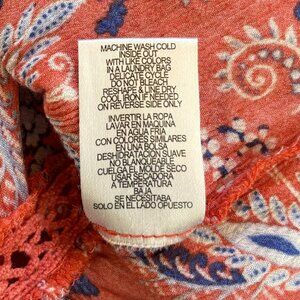 MACHINE WASH COLD
INSIDE OUT
WITH LIKE COLORS
IN A LAUNDRY BAG
DELICATE CYCLE
DO NOT BLEACH
RESHAPE & LINE DRY
COOL IRON IF NEEDED
ON REVERSE SIDE ONLY
INVERTIR LA ROPA
LAVAR EN MAQUINA
EN AGUA FRIA
CON COLORES SIMILARES
EN UNA BOLSA
DESHIDRATACION SUAVE
NO BLANQUEABLE
CUELGA EL MOLDE SECO
USAR SECADORA
A TEMPERATURA
BAJA
SE NECESITABA
SOLO EN EL LADO OPUESTO